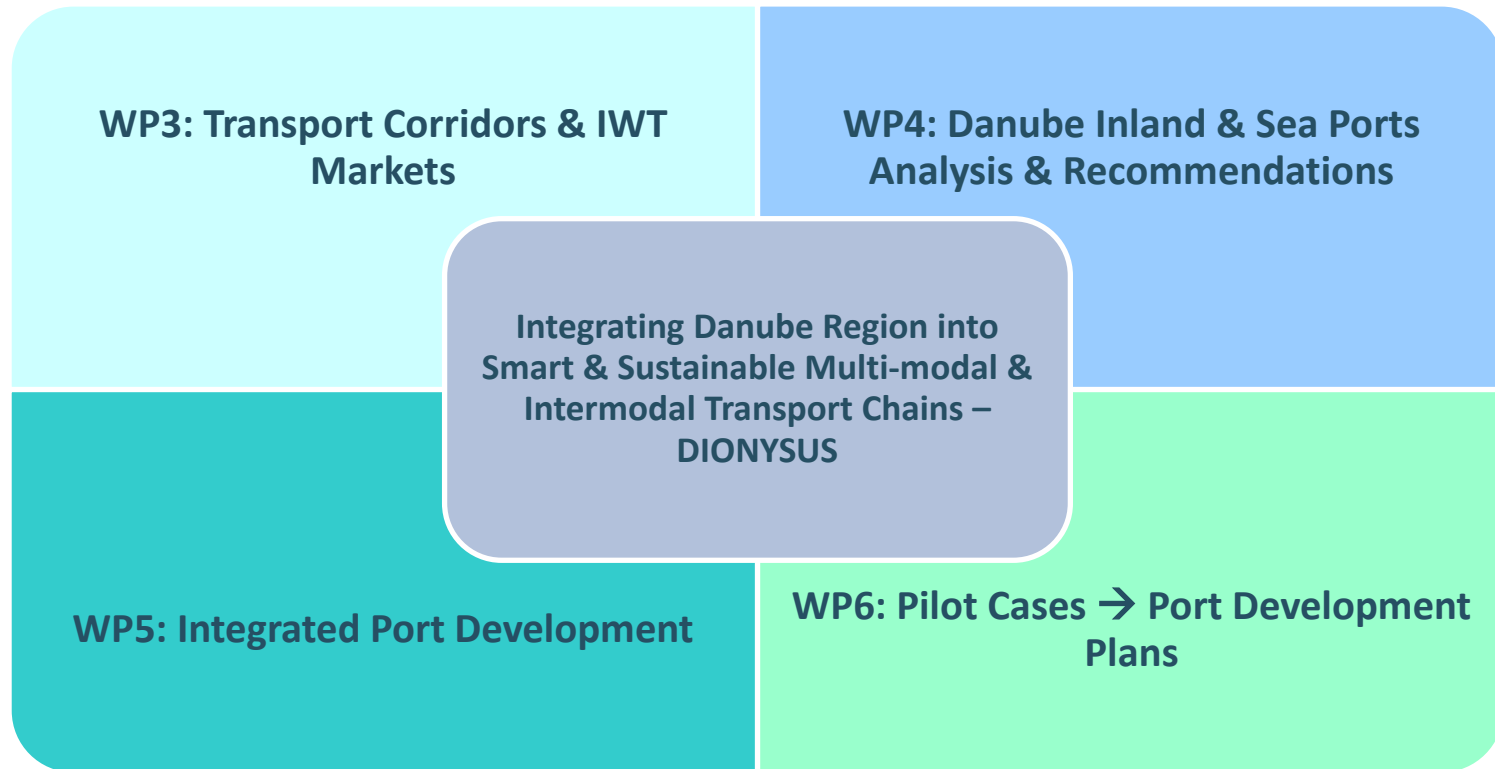 WP3: Transport Corridors & IWT
Markets
WP4: Danube Inland & Sea Ports
Analysis & Recommendations
Integrating Danube Region into
Smart & Sustainable Multi-modal &
Intermodal Transport Chains –
DIONYSUS
WP5: Integrated Port Development
WP6: Pilot Cases → Port Development
Plans